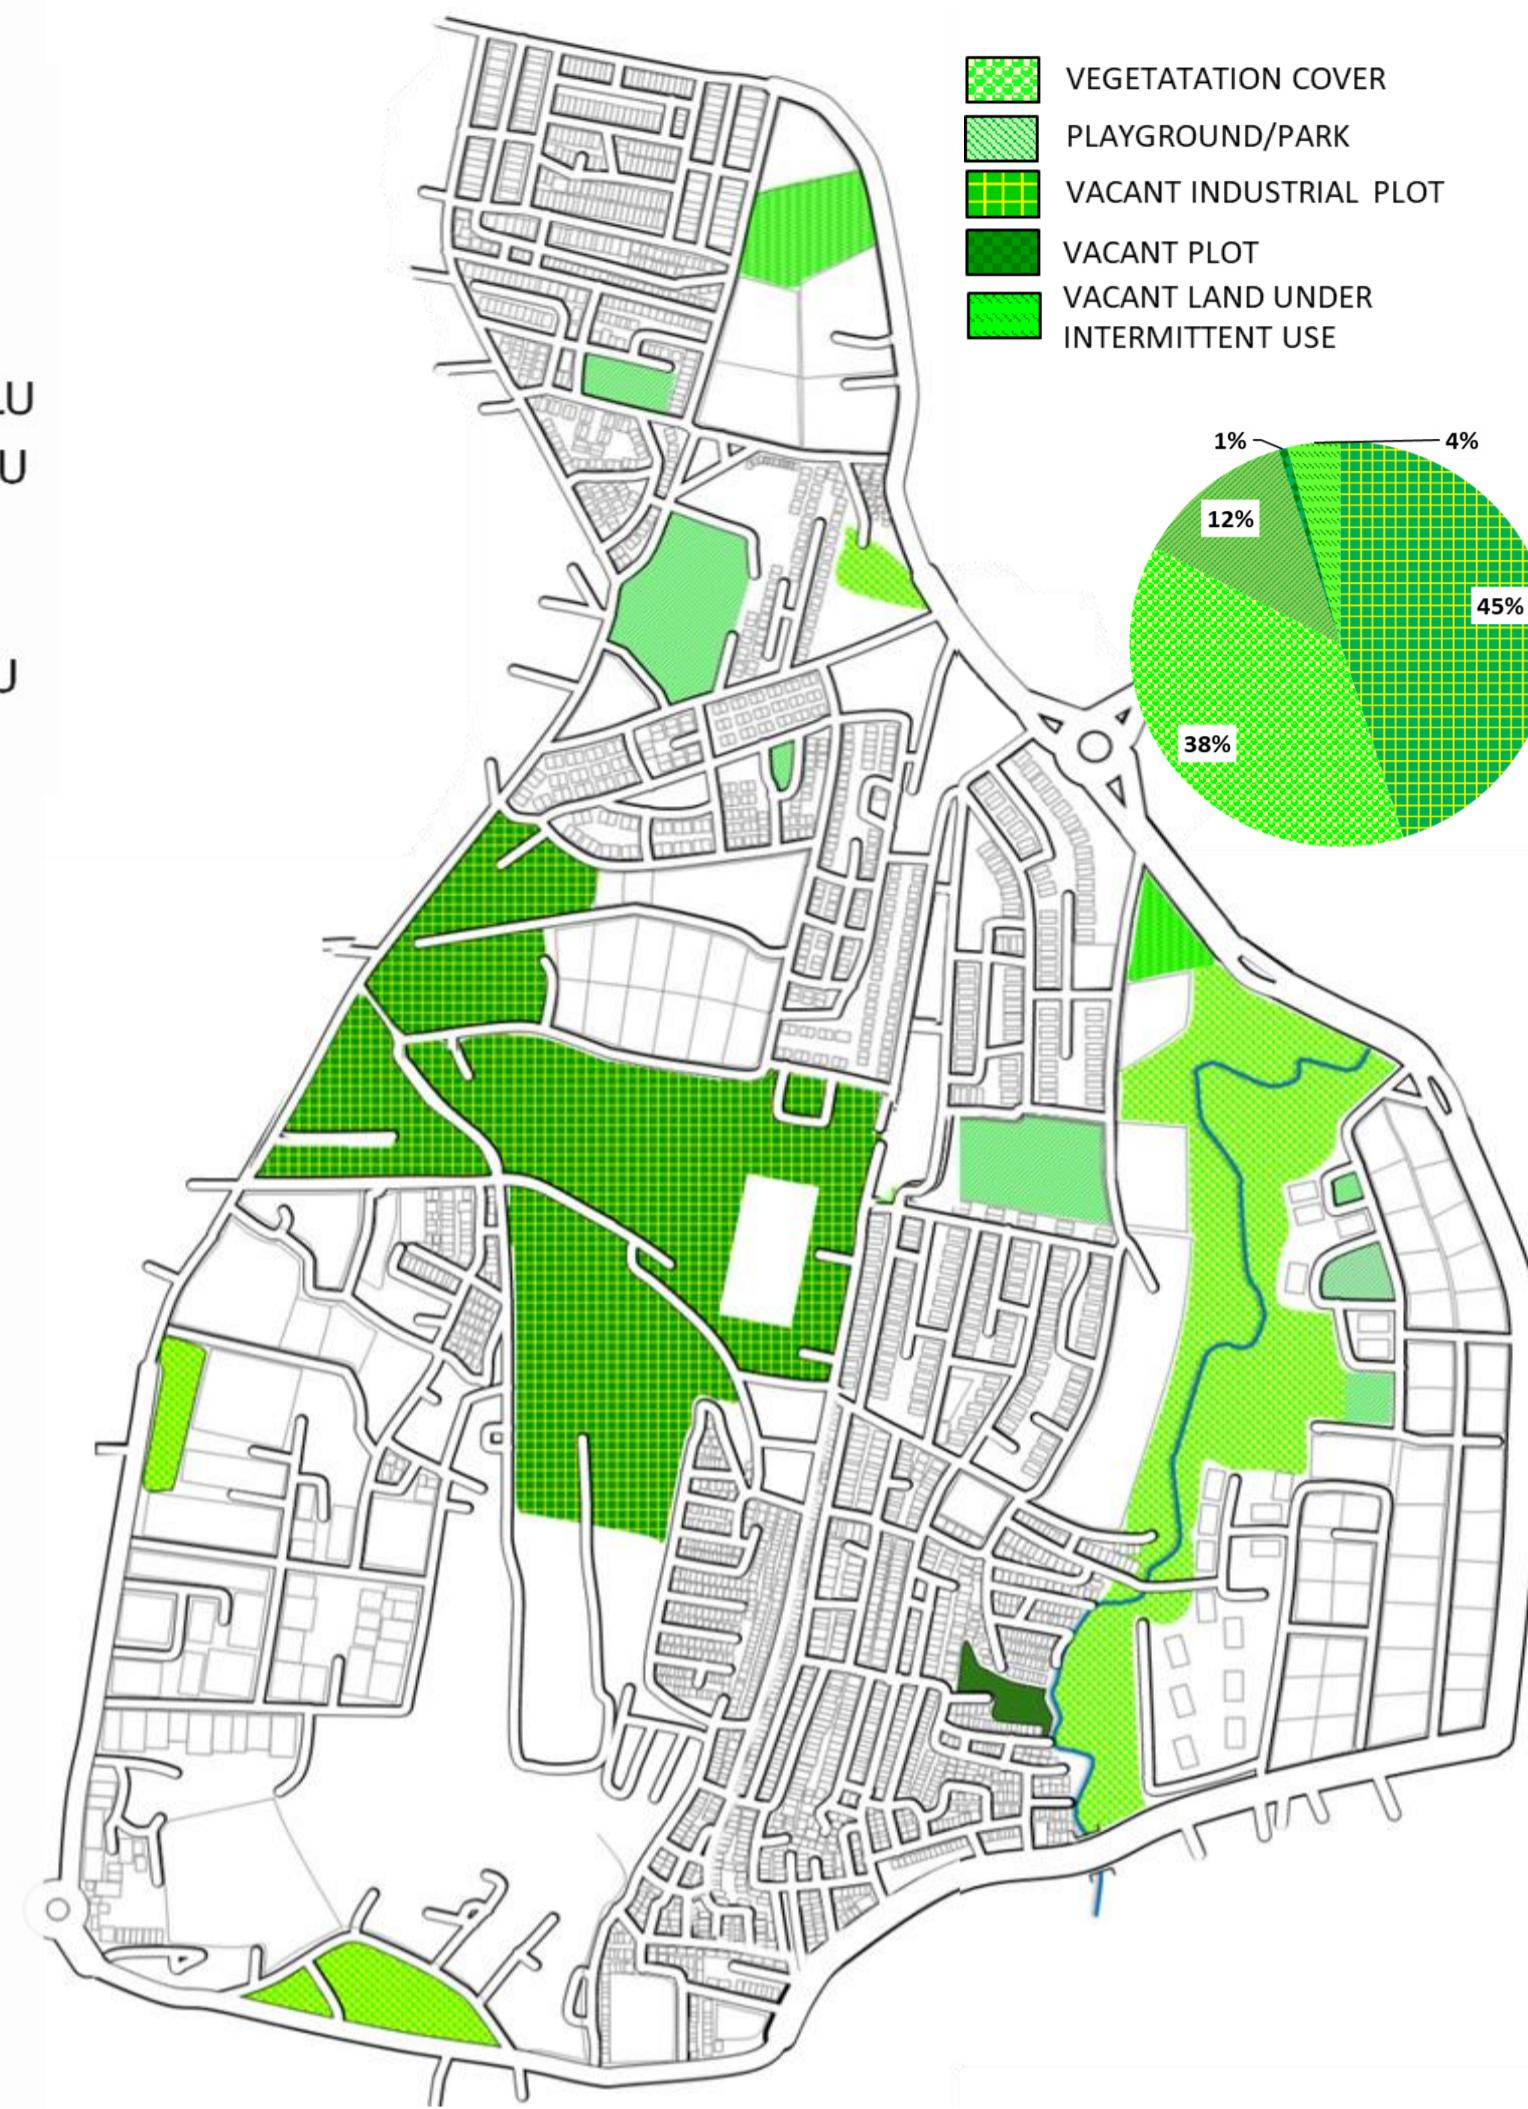 VEGETATATION COVER
PLAYGROUND/PARK
VACANT INDUSTRIAL PLOT
VACANT PLOT
VACANT LAND UNDER
INTERMITTENT USE
LU
U
U
1%
4%
12%
45%
38%